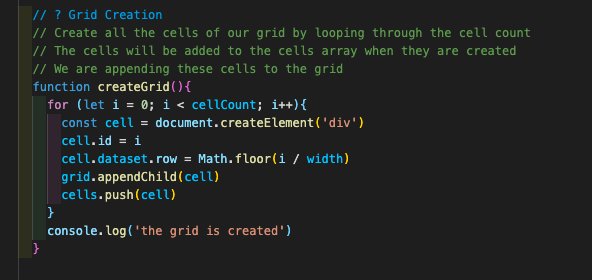 // ? Grid Creation
// Create all the cells of our grid by looping through the cell count
// The cells will be added to the cells array when they are created
// We are appending these cells to the grid
function createGrid(){
for (let i = 0; i < cellCount; i++){
const cell = document.createElement('div')
cell.id = i
cell.dataset.row = Math.floor(i / width)
grid.appendChild(cell)
cells.push(cell)
}
console.log('the grid is created')
}